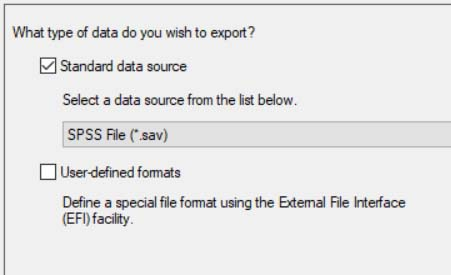 What type of data do you wish to export?
Standard data source
Select a data source from the list below.
SPSS File (*.sav)
User-defined formats
Define a special file format using the External File Interface
(EFI) facility.